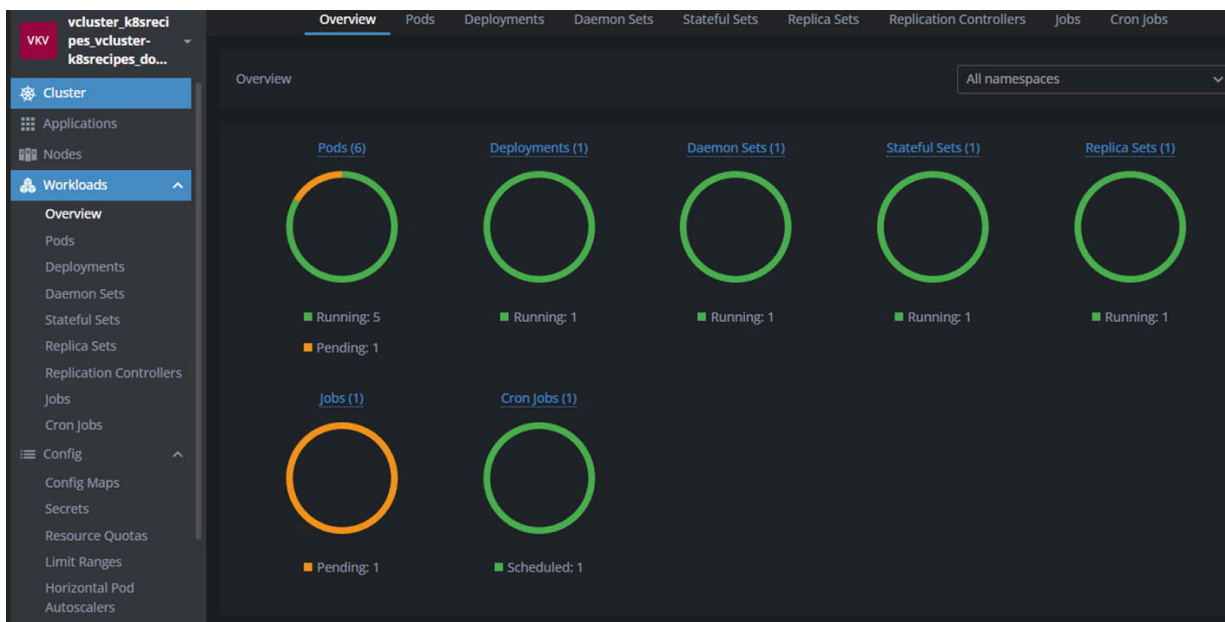 VKV
vcluster_k8sreci
pes_vcluster-
k8srecipes_do...
Cluster
Applications
Nodes
Workloads
Overview
Pods
Deployments
Daemon Sets
Stateful Sets
Replica Sets
Replication Controllers
Jobs
Cron Jobs
Config
Config Maps
Secrets
Resource Quotas
Limit Ranges
Horizontal Pod
Autoscalers
Overview Pods Deployments Daemon Sets Stateful Sets Replica Sets Replication Controllers Jobs Cron Jobs
Overview All namespaces
Pods (6) Deployments (1) Daemon Sets (1) Stateful Sets (1) Replica Sets (1)
Running: 5 Running: 1 Running: 1 Running: 1 Running: 1
Pending: 1
Jobs (1) Cron Jobs (1)
Pending: 1 Scheduled: 1